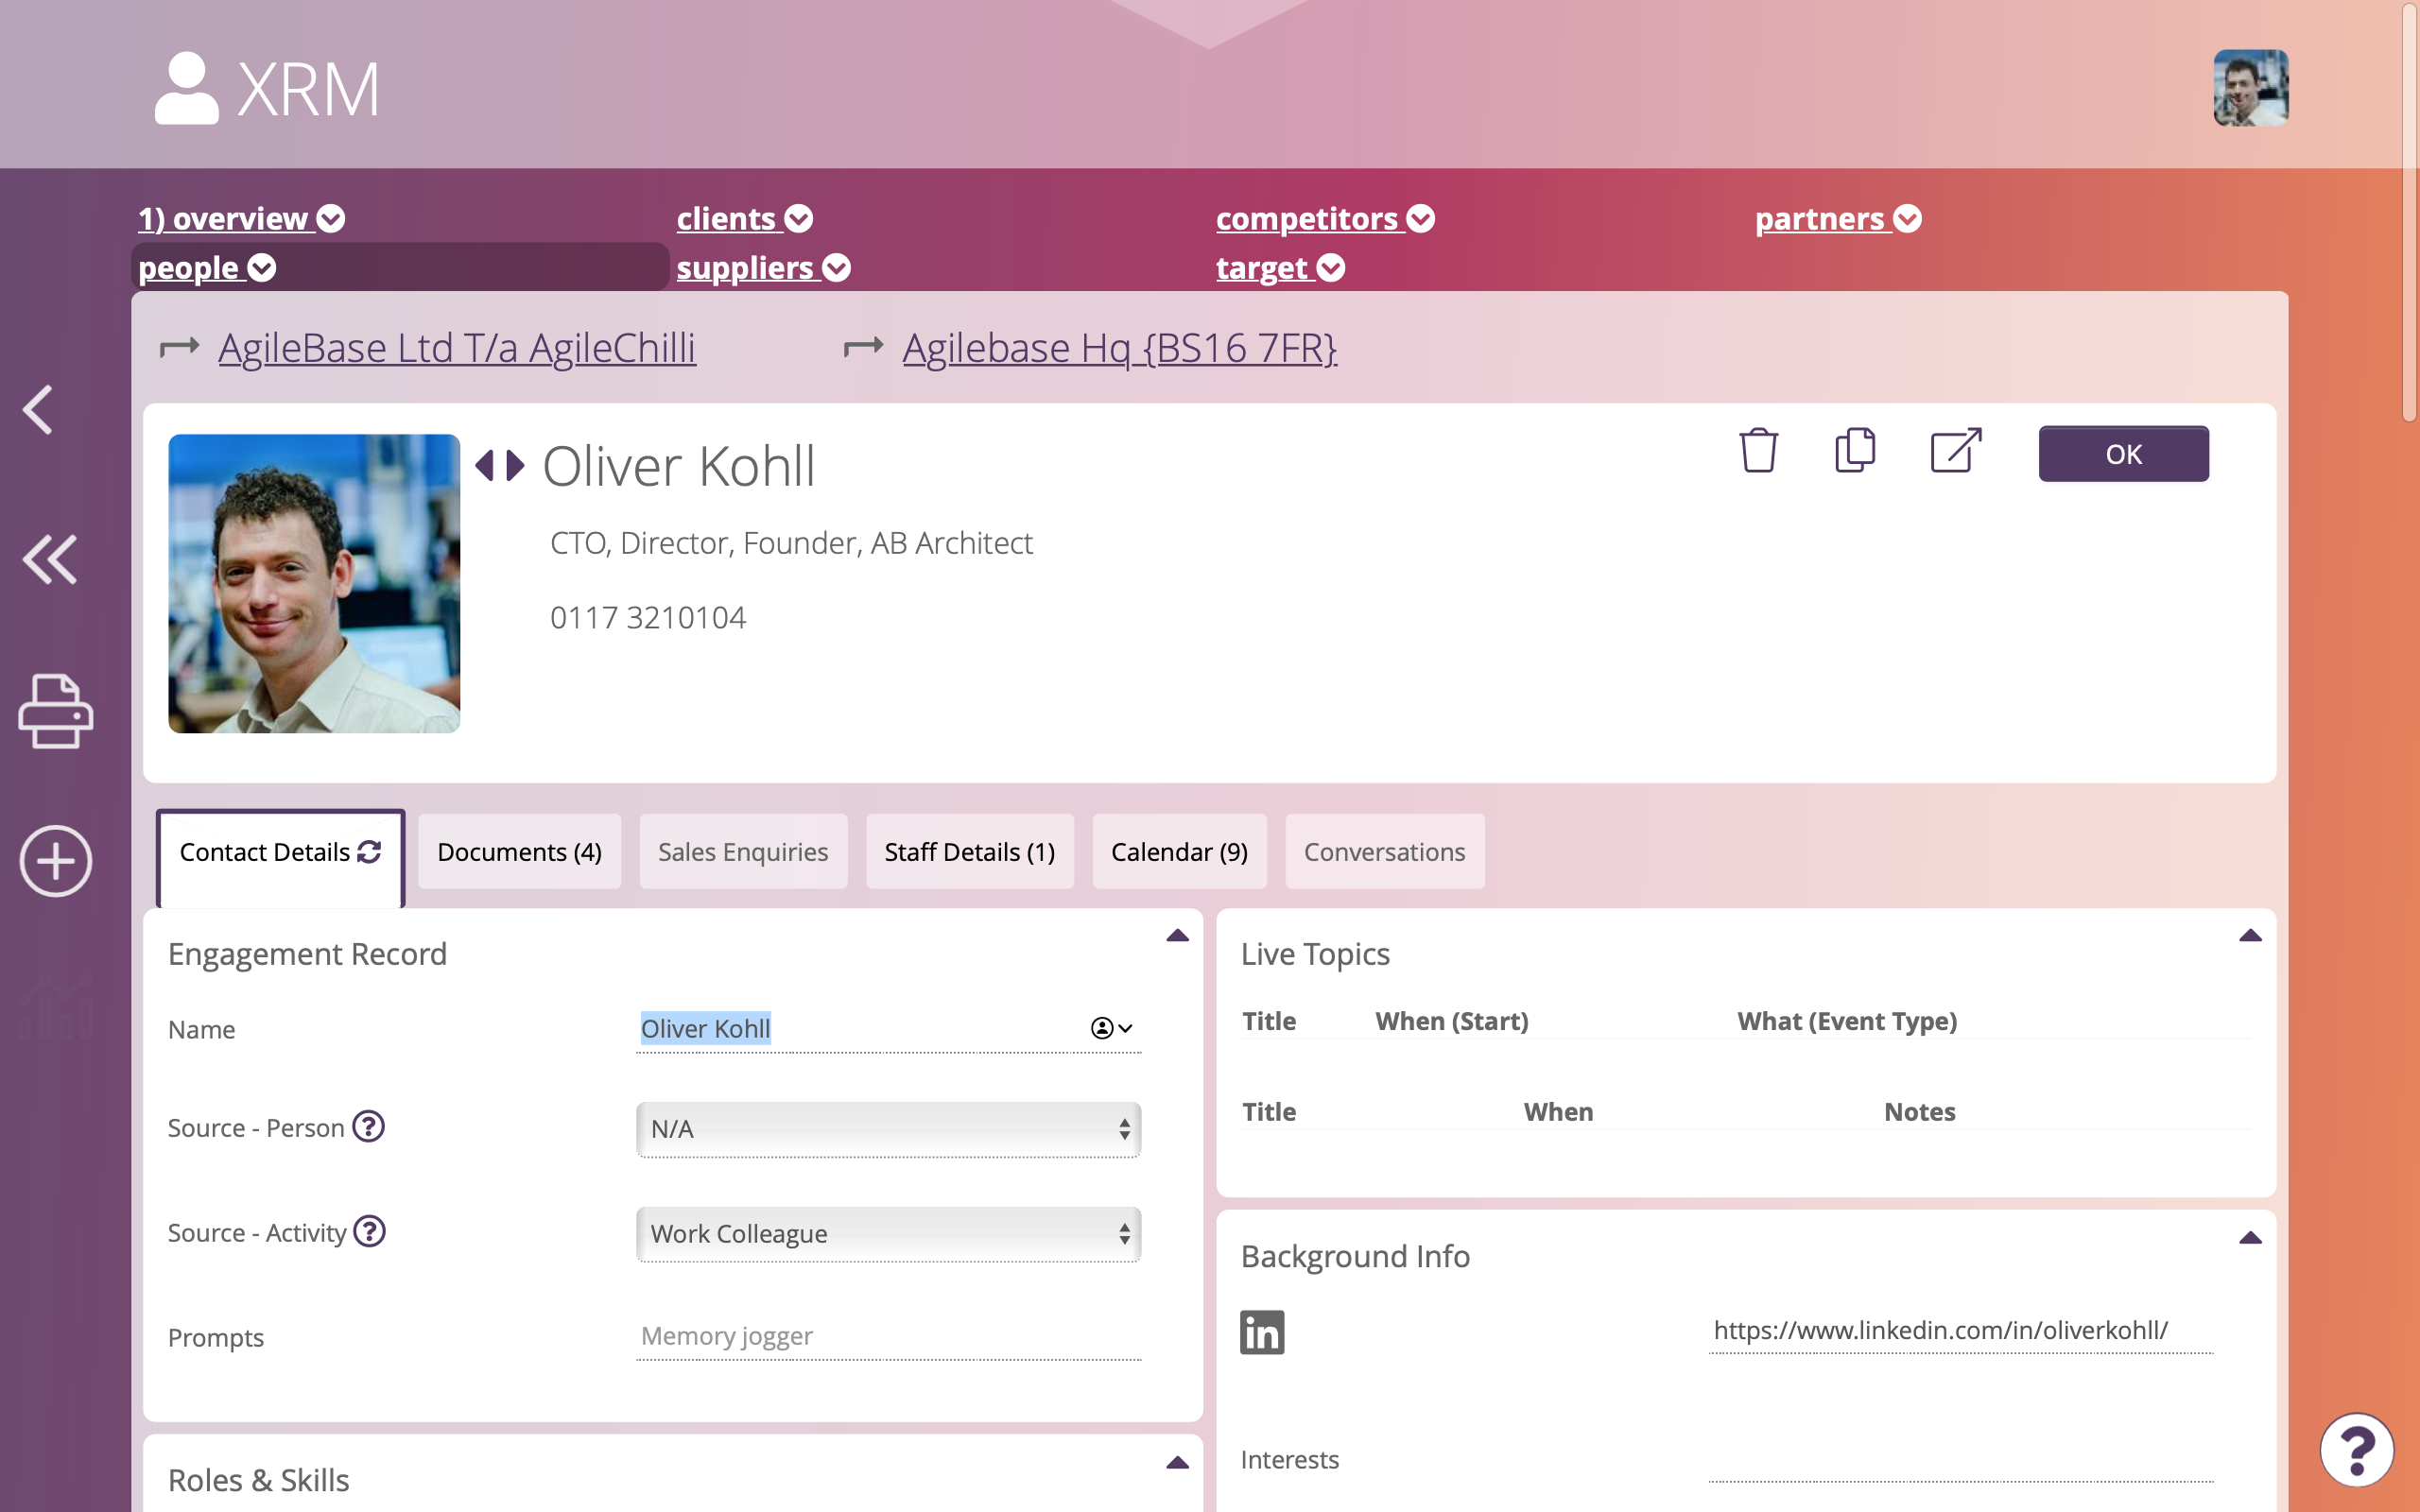 XRM
1) overview
clients
competitors
partners
people
suppliers
target
AgileBase Ltd T/a AgileChilli
Agilebase Hq {BS16 7FR}
Oliver Kohll
OK
CTO, Director, Founder, AB Architect
0117 3210104
Contact Details
Documents (4)
Sales Enquiries
Staff Details (1)
Calendar (9)
Conversations
Engagement Record
Name
Oliver Kohll
Source - Person ?
N/A
Source - Activity ?
Work Colleague
Prompts
Memory jogger
Roles & Skills
Live Topics
Title When (Start) What (Event Type)
Title When Notes
Background Info
in
https://www.linkedin.com/in/oliverkohll/
Interests
?